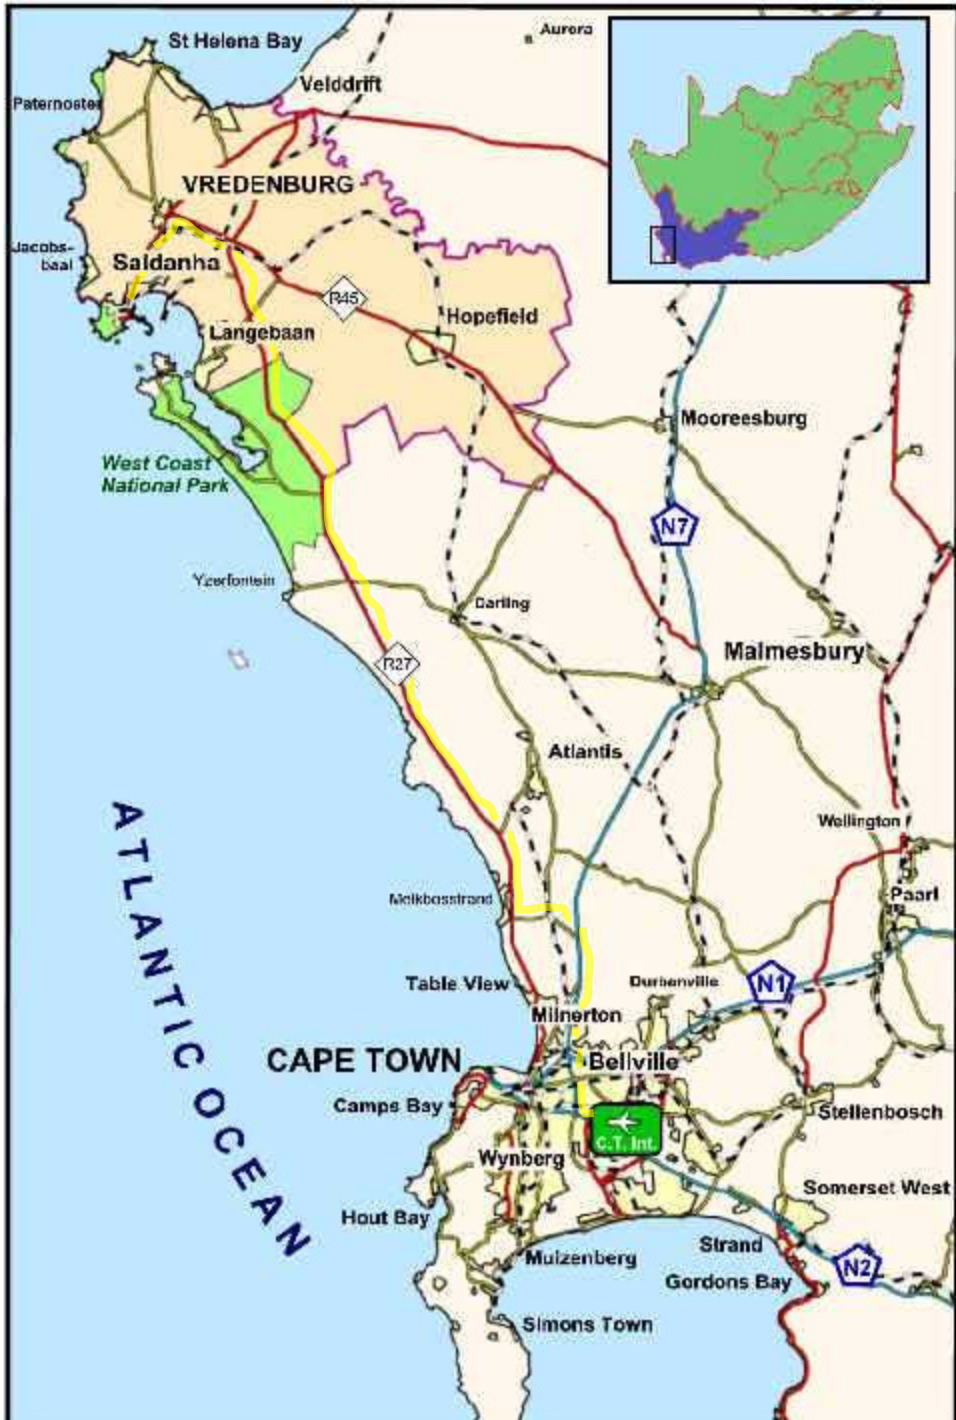 St Helena Bay
Aurora
Velddrift
Paternoster
VREDENBURG
Jacobs-
baai
Saldanha
R45
Hopefield
Langebaan
Mooreesburg
West Coast
National Park
N7
Yzerfontein
Darling
Malmesbury
R27
Atlantis
ATLANTIC OCEAN
Wellington
Melkbosstrand
Paarl
Table View
Durbanville
N1
Milnerton
CAPE TOWN
Bellville
Camps Bay
Stellenbosch
C.T. Int.
Wynberg
Somerset West
Hout Bay
Strand
Muizenberg
N2
Gordons Bay
Simons Town